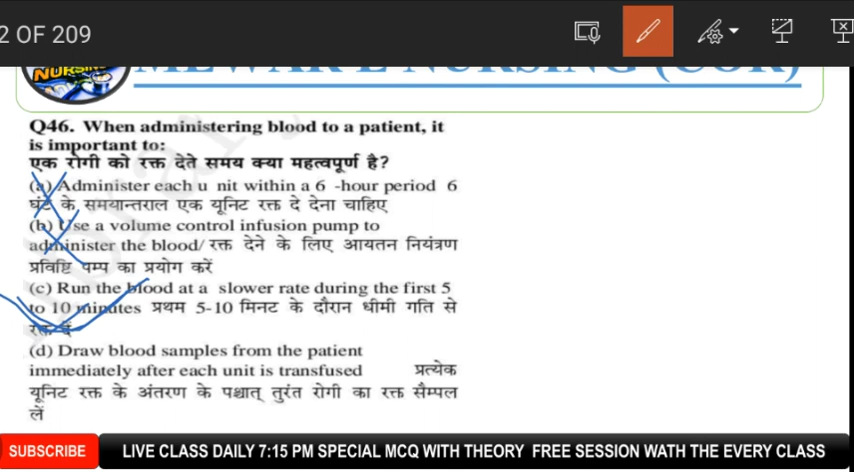 2 OF 209
NURSING
MEWAR E NURSING (COR)
Q46. When administering blood to a patient, it
is important to:
एक रोगी को रक्त देते समय क्या महत्वपूर्ण है?
(a) Administer each u nit within a 6 -hour period 6
घंटे के, समयान्तराल एक यूनिट रक्त दे देना चाहिए
(b) Use a volume control infusion pump to
administer the blood/ रक्त देने के लिए आयतन नियंत्रण
प्रविष्टि पम्प का प्रयोग करें
(c) Run the blood at a slower rate during the first 5
to 10 minutes प्रथम 5-10 मिनट के दौरान धीमी गति से
रक्त दें
(d) Draw blood samples from the patient
immediately after each unit is transfused प्रत्येक
यूनिट रक्त के अंतरण के पश्चात् तुरंत रोगी का रक्त सैम्पल
लें
SUBSCRIBE
LIVE CLASS DAILY 7:15 PM SPECIAL MCQ WITH THEORY FREE SESSION WATH THE EVERY CLASS